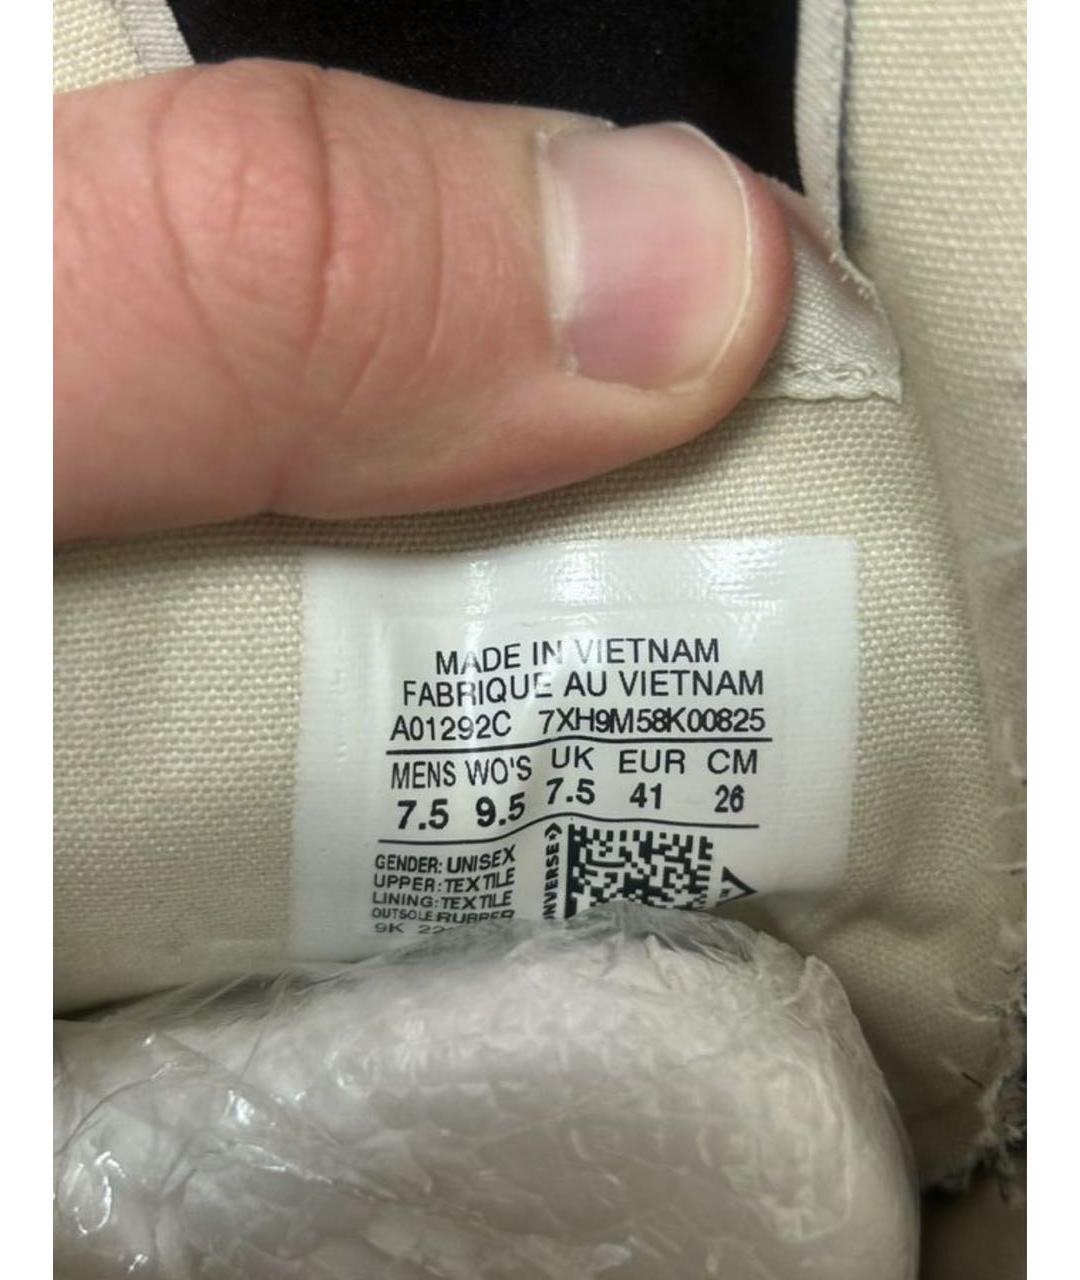 MADE IN VIETNAM
FABRIQUE AU VIETNAM
A01292C 7XH9M58K00825
MENS WO'S UK EUR CM
7.5 9.5 7.5 41 26
GENDER: UNISEX
UPPER: TEXTILE
LINING: TEXTILE
OUTSOLE RUBBER
9K